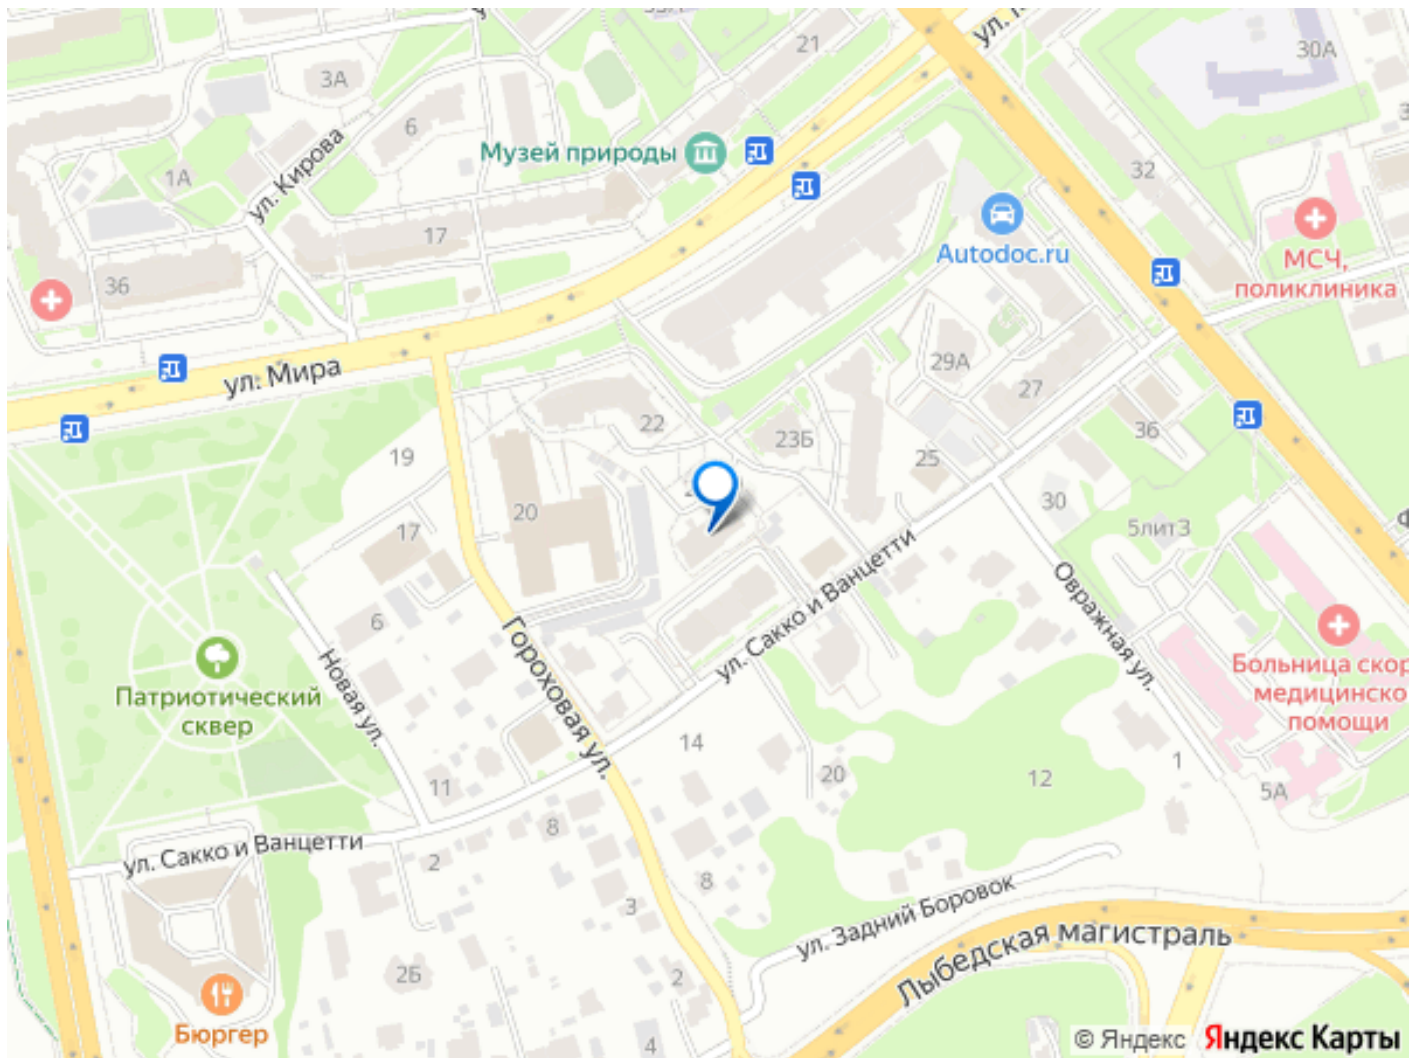 21
30А
3А
6
ул. Кирова
Музей природы
1А
32
17
Autodoc.ru
МСЧ,
поликлиника
36
ул. Мира
29А
27
22
23Б
36
19
25
20
30
17
5лит3
ул. Сакко и Ванцетти
Овражная ул.
6
Новая ул.
Гороховая ул.
Патриотический
сквер
Больница скор
медицинско
помощи
14
20
12
1
5А
11
8
ул. Сакко и Ванцетти
2
8
3
ул. Задний Боровок
Лыбедская магистраль
2Б
2
Бюргер
4
© Яндекс Яндекс Карты